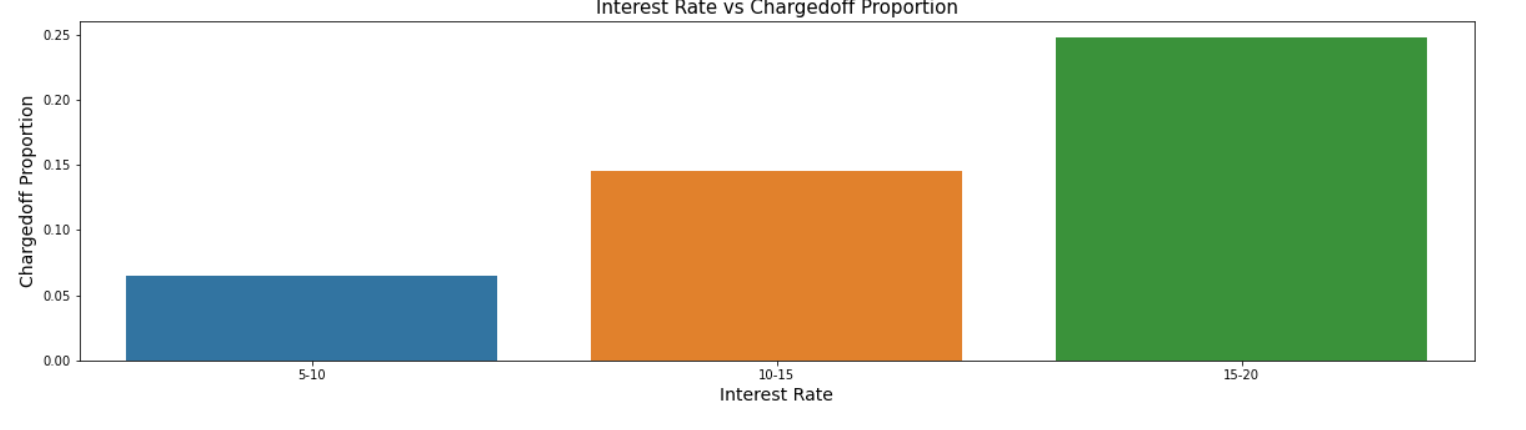 Interest Rate vs Chargedoff Proportion
Chargedoff Proportion
0.25
0.20
0.15
0.10
0.05
0.00
5-10 10-15 15-20
Interest Rate